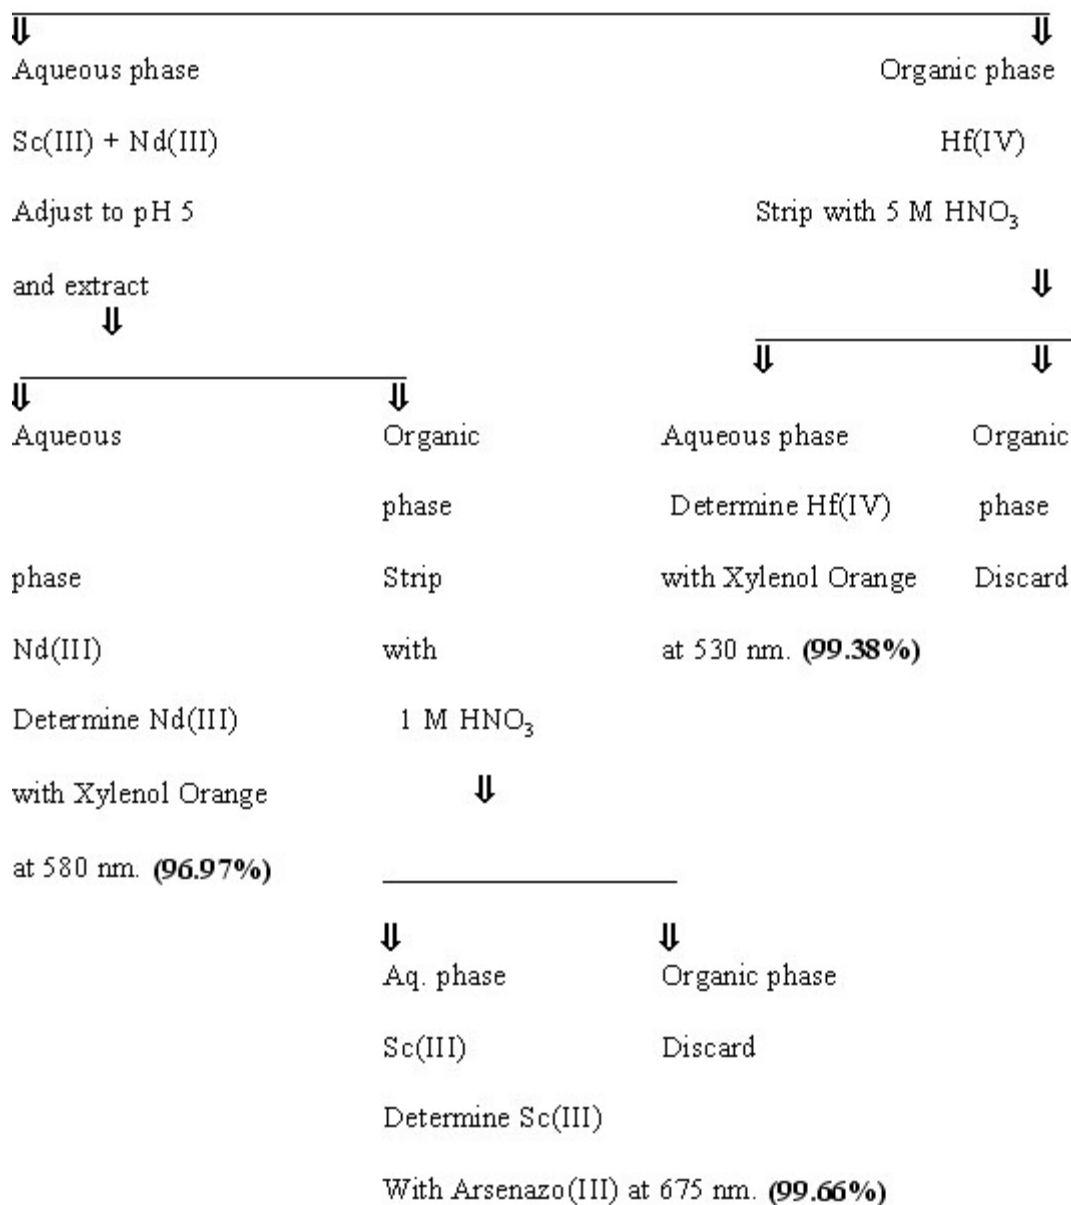 ⇓ ⇓
Aqueous phase Organic phase
Sc(III) + Nd(III) Hf(IV)
Adjust to pH 5 Strip with 5 M HNO₃
and extract ⇓
⇓
⇓ ⇓
⇓ ⇓
Aqueous Organic Aqueous phase Organic
phase Determine Hf(IV) phase
phase Strip with Xylenol Orange Discard
Nd(III) with at 530 nm. (99.38%)
Determine Nd(III) 1 M HNO₃
with Xylenol Orange ⇓
at 580 nm. (96.97%)
⇓ ⇓
Aq. phase Organic phase
Sc(III) Discard
Determine Sc(III)
With Arsenazo(III) at 675 nm. (99.66%)